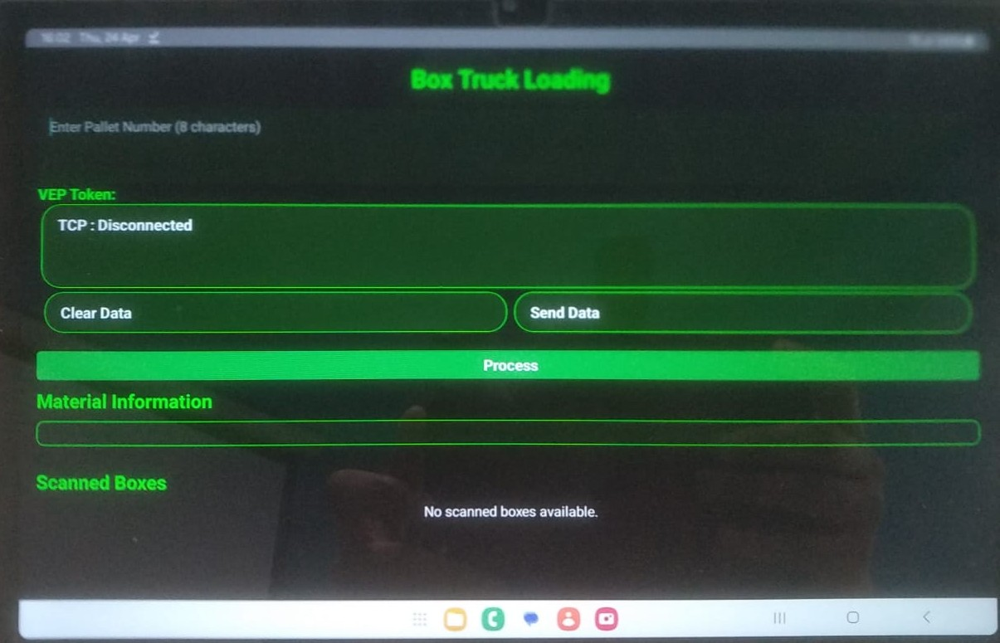 16:02 Thu, 24 Apr
Box Truck Loading
Enter Pallet Number (8 characters)
VEP Token:
TCP : Disconnected
Clear Data
Send Data
Process
Material Information
Scanned Boxes
No scanned boxes available.